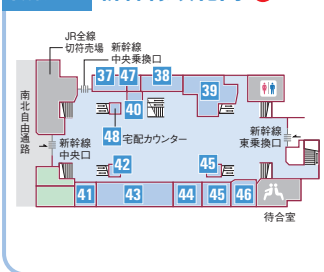 JR全線
切符売場
新幹線
中央乗換口
37
47
38
39
40
48
宅配カウンター
南北自由通路
新幹線
中央口
新幹線
東乗換口
42
45
41
43
44
45
46
待合室